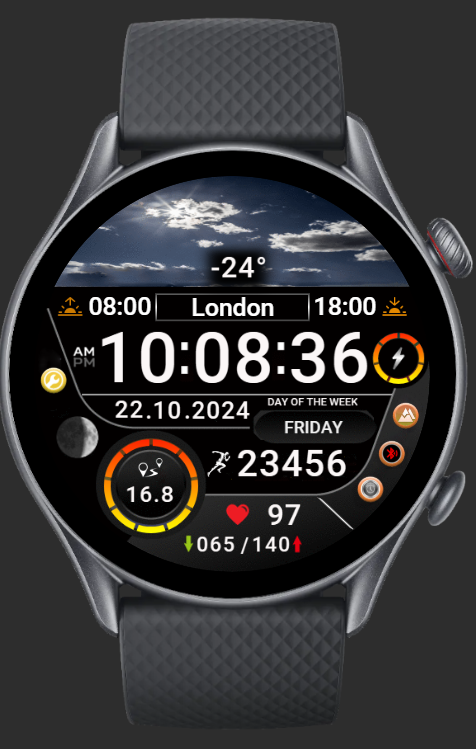 -24°
08:00 London 18:00
AM
PM
10:08:36
22.10.2024
DAY OF THE WEEK
FRIDAY
23456
16.8
97
065/140